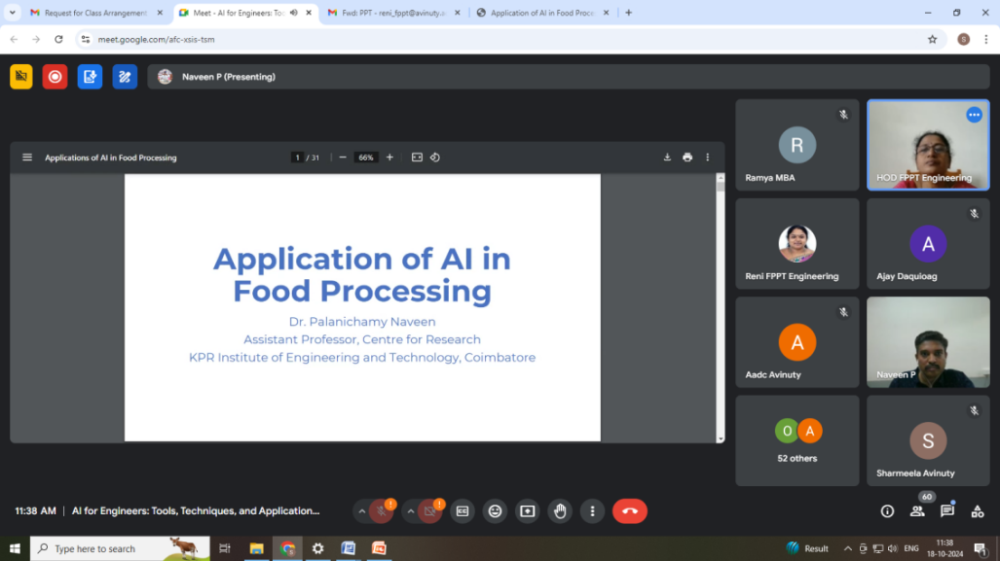 Request for Class Arrangement
Meet - AI for Engineers: Too
Fwd: PPT - reni_fppt@avinuty.a
Application of AI in Food Proce
meet.google.com/afc-xsis-tsm
S
Naveen P (Presenting)
Applications of AI in Food Processing
1 / 31
66%
Application of AI in
Food Processing
Dr. Palanichamy Naveen
Assistant Professor, Centre for Research
KPR Institute of Engineering and Technology, Coimbatore
R
Ramya MBA
HOD FPPT Engineering
Reni FPPT Engineering
A
Ajay Daquioag
A
Aadc Avinuty
Naveen P
O A
52 others
S
Sharmeela Avinuty
11:38 AM | AI for Engineers: Tools, Techniques, and Application...
60
Type here to search
Result
ENG
11:38
18-10-2024
1